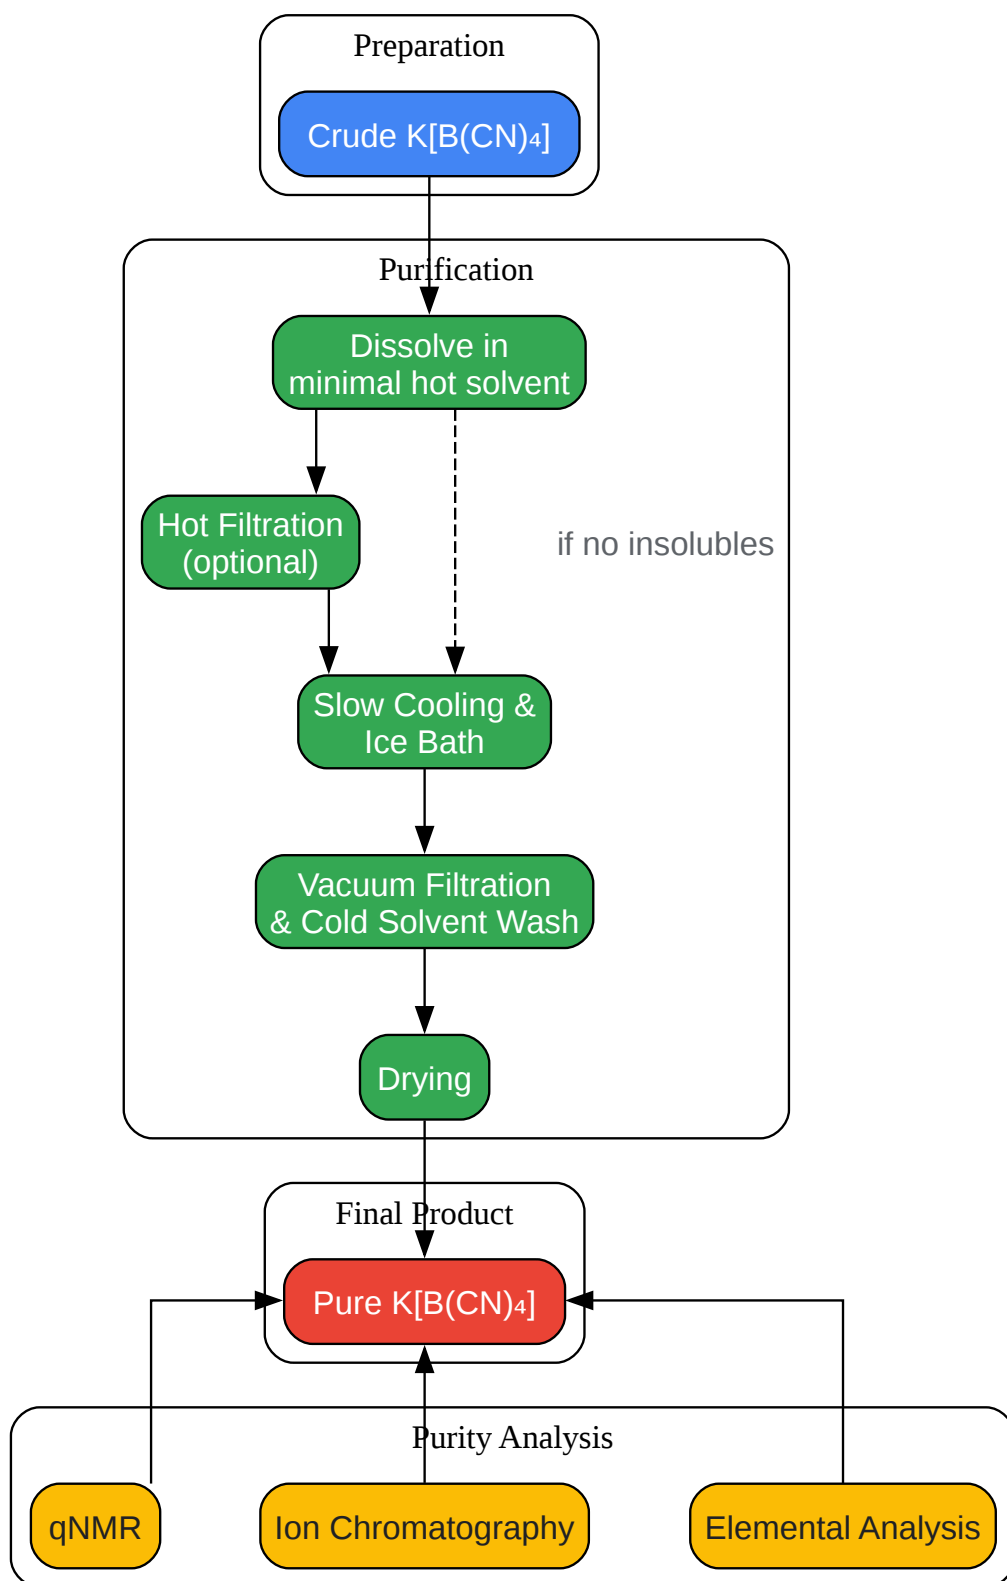 Preparation
Crude K[B(CN)₄]
Purification
Dissolve in
minimal hot solvent
Hot Filtration
(optional)
if no insolubles
Slow Cooling &
Ice Bath
Vacuum Filtration
& Cold Solvent Wash
Drying
Final Product
Pure K[B(CN)₄]
Purity Analysis
qNMR
Ion Chromatography
Elemental Analysis